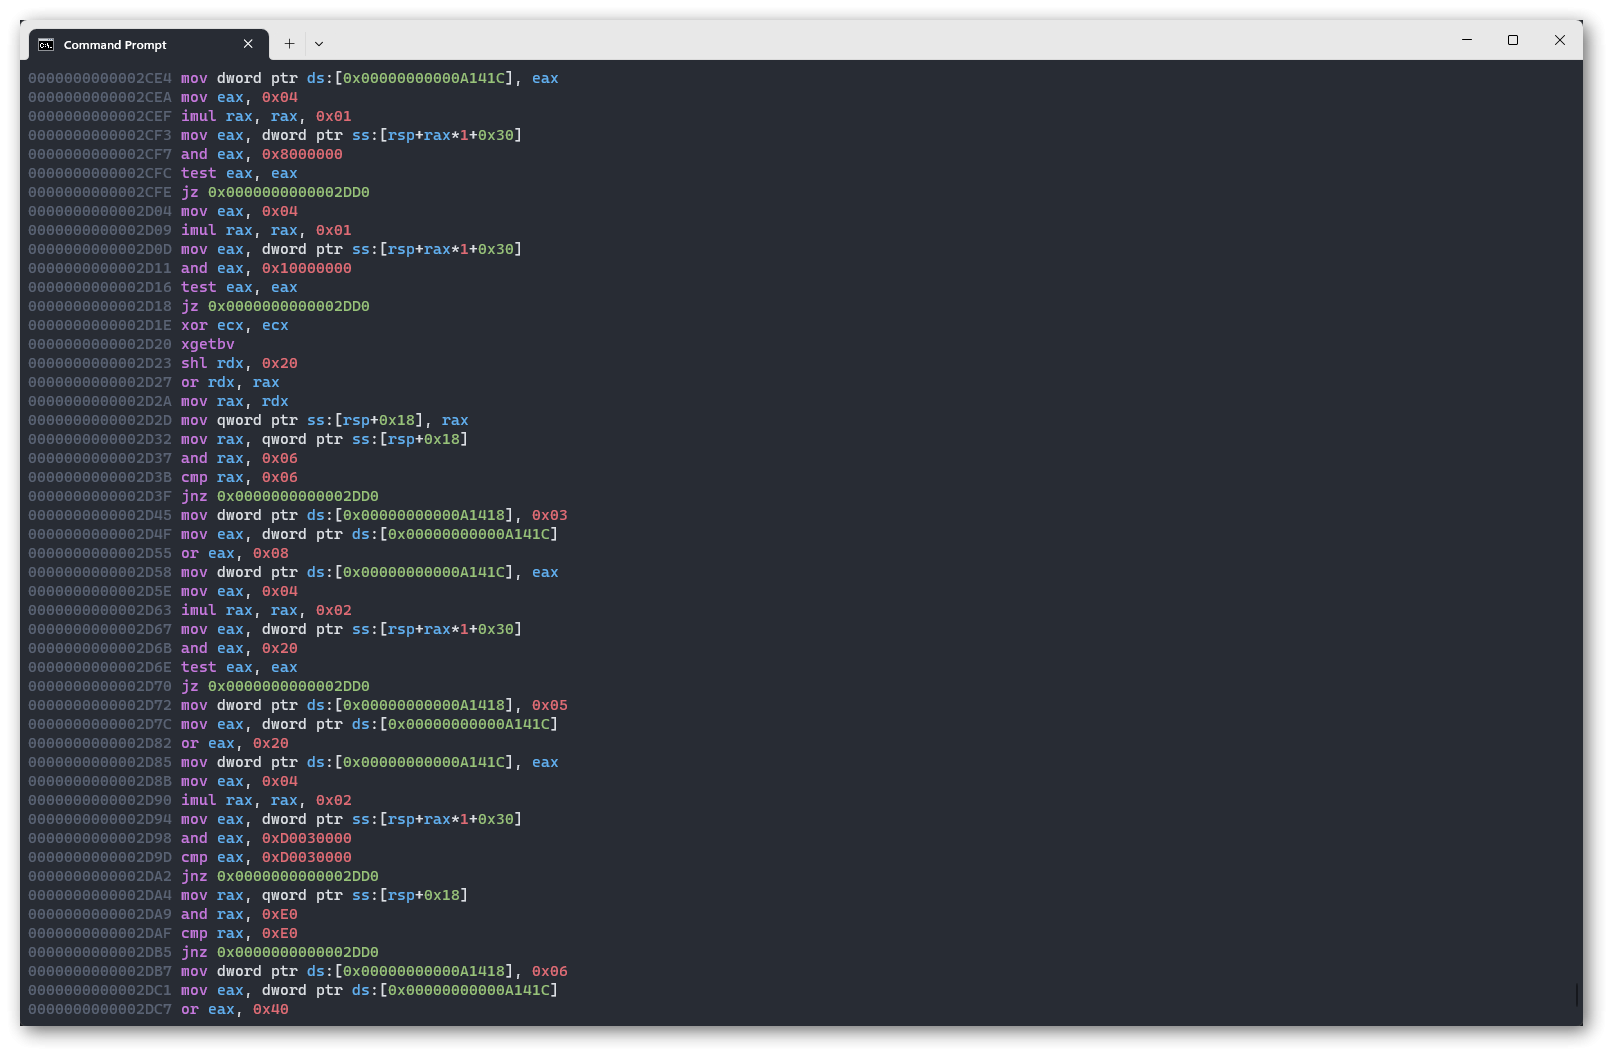 Command Prompt
0000000000002CE4 mov dword ptr ds:[0x00000000000A141C], eax
0000000000002CEA mov eax, 0x04
0000000000002CEF imul rax, rax, 0x01
0000000000002CF3 mov eax, dword ptr ss:[rsp+rax*1+0x30]
0000000000002CF7 and eax, 0x8000000
0000000000002CFC test eax, eax
0000000000002CFE jz 0x0000000000002DD0
0000000000002D04 mov eax, 0x04
0000000000002D09 imul rax, rax, 0x01
0000000000002D0D mov eax, dword ptr ss:[rsp+rax*1+0x30]
0000000000002D11 and eax, 0x10000000
0000000000002D16 test eax, eax
0000000000002D18 jz 0x0000000000002DD0
0000000000002D1E xor ecx, ecx
0000000000002D20 xgetbv
0000000000002D23 shl rdx, 0x20
0000000000002D27 or rdx, rax
0000000000002D2A mov rax, rdx
0000000000002D2D mov qword ptr ss:[rsp+0x18], rax
0000000000002D32 mov rax, qword ptr ss:[rsp+0x18]
0000000000002D37 and rax, 0x06
0000000000002D3B cmp rax, 0x06
0000000000002D3F jnz 0x0000000000002DD0
0000000000002D45 mov dword ptr ds:[0x00000000000A1418], 0x03
0000000000002D4F mov eax, dword ptr ds:[0x00000000000A141C]
0000000000002D55 or eax, 0x08
0000000000002D58 mov dword ptr ds:[0x00000000000A141C], eax
0000000000002D5E mov eax, 0x04
0000000000002D63 imul rax, rax, 0x02
0000000000002D67 mov eax, dword ptr ss:[rsp+rax*1+0x30]
0000000000002D6B and eax, 0x20
0000000000002D6E test eax, eax
0000000000002D70 jz 0x0000000000002DD0
0000000000002D72 mov dword ptr ds:[0x00000000000A1418], 0x05
0000000000002D7C mov eax, dword ptr ds:[0x00000000000A141C]
0000000000002D82 or eax, 0x20
0000000000002D85 mov dword ptr ds:[0x00000000000A141C], eax
0000000000002D8B mov eax, 0x04
0000000000002D90 imul rax, rax, 0x02
0000000000002D94 mov eax, dword ptr ss:[rsp+rax*1+0x30]
0000000000002D98 and eax, 0xD0030000
0000000000002D9D cmp eax, 0xD0030000
0000000000002DA2 jnz 0x0000000000002DD0
0000000000002DA4 mov rax, qword ptr ss:[rsp+0x18]
0000000000002DA9 and rax, 0xE0
0000000000002DAF cmp rax, 0xE0
0000000000002DB5 jnz 0x0000000000002DD0
0000000000002DB7 mov dword ptr ds:[0x00000000000A1418], 0x06
0000000000002DC1 mov eax, dword ptr ds:[0x00000000000A141C]
0000000000002DC7 or eax, 0x40